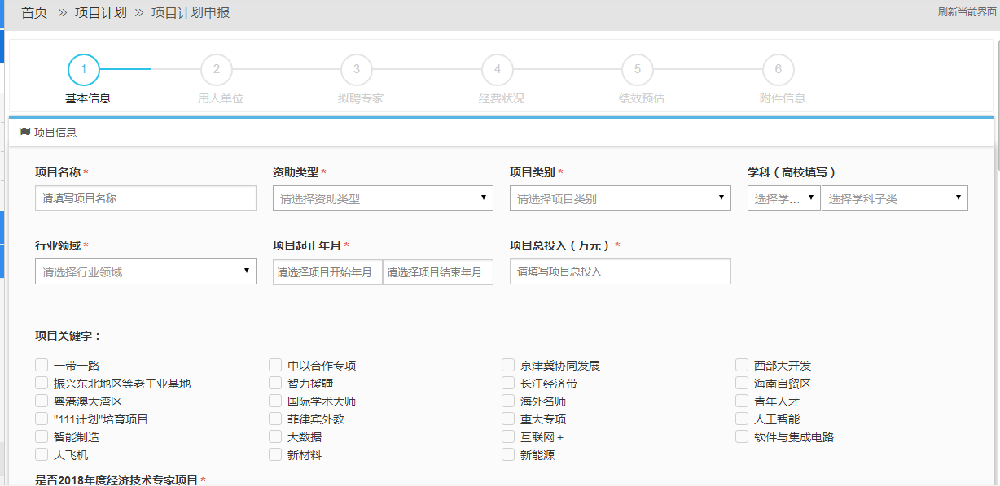 首页 >> 项目计划 >> 项目计划申报 刷新当前界面
1 2 3 4 5 6
基本信息 用人单位 拟聘专家 经费状况 绩效预估 附件信息
项目信息
项目名称* 资助类型* 项目类别* 学科（高校填写）
请填写项目名称 请选择资助类型 请选择项目类别 选择学... 选择学科子类
行业领域* 项目起止年月* 项目总投入（万元）*
请选择行业领域 请选择项目开始年月 请选择项目结束年月 请填写项目总投入
项目关键字：
一带一路 中以合作专项 京津冀协同发展 西部大开发
振兴东北地区等老工业基地 智力援疆 长江经济带 海南自贸区
粤港澳大湾区 国际学术大师 海外名师 青年人才
"111计划"培育项目 菲律宾外教 重大专项 人工智能
智能制造 大数据 互联网＋ 软件与集成电路
大飞机 新材料 新能源
是否2018年度经济技术专家项目*